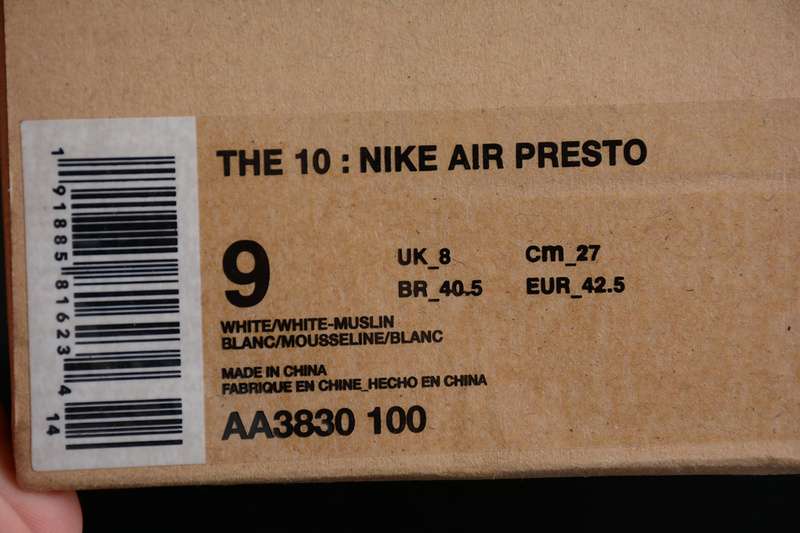 THE 10 : NIKE AIR PRESTO
9
UK_8 cm_27
BR_40.5 EUR_42.5
WHITE/WHITE-MUSLIN
BLANC/MOUSSELINE/BLANC
MADE IN CHINA
FABRIQUE EN CHINE_HECHO EN CHINA
AA3830 100
1 91885 81623 4 14